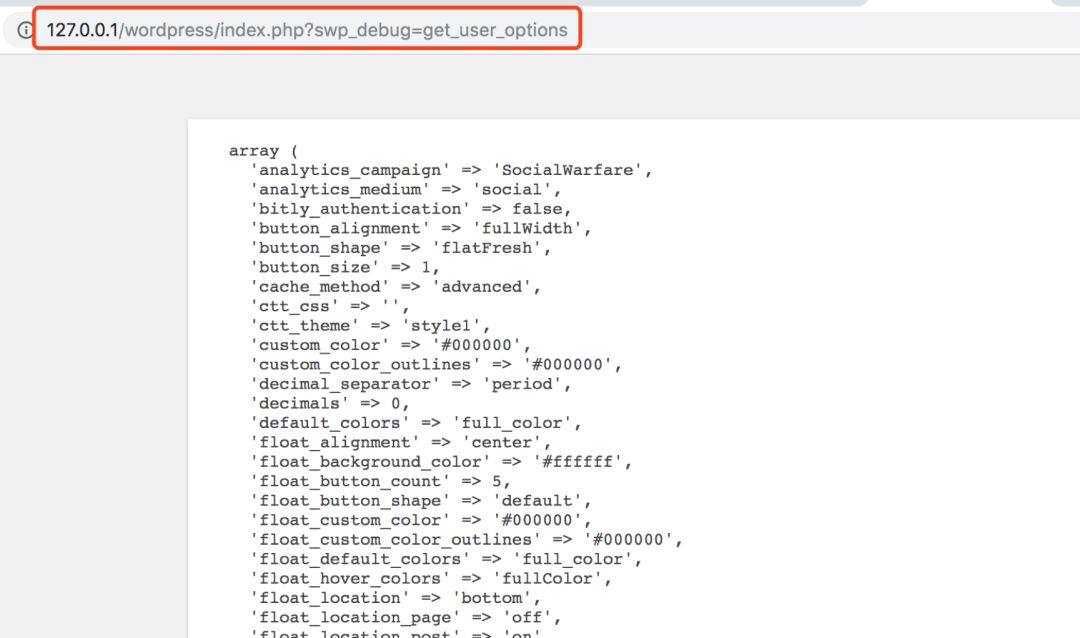 127.0.0.1/wordpress/index.php?swp_debug=get_user_options
array (
'analytics_campaign' => 'SocialWarfare',
'analytics_medium' => 'social',
'bitly_authentication' => false,
'button_alignment' => 'fullWidth',
'button_shape' => 'flatFresh',
'button_size' => 1,
'cache_method' => 'advanced',
'ctt_css' => '',
'ctt_theme' => 'style1',
'custom_color' => '#000000',
'custom_color_outlines' => '#000000',
'decimal_separator' => 'period',
'decimals' => 0,
'default_colors' => 'full_color',
'float_alignment' => 'center',
'float_background_color' => '#ffffff',
'float_button_count' => 5,
'float_button_shape' => 'default',
'float_custom_color' => '#000000',
'float_custom_color_outlines' => '#000000',
'float_default_colors' => 'full_color',
'float_hover_colors' => 'fullColor',
'float_location' => 'bottom',
'float_location_page' => 'off',
'float_location_post' => 'on'